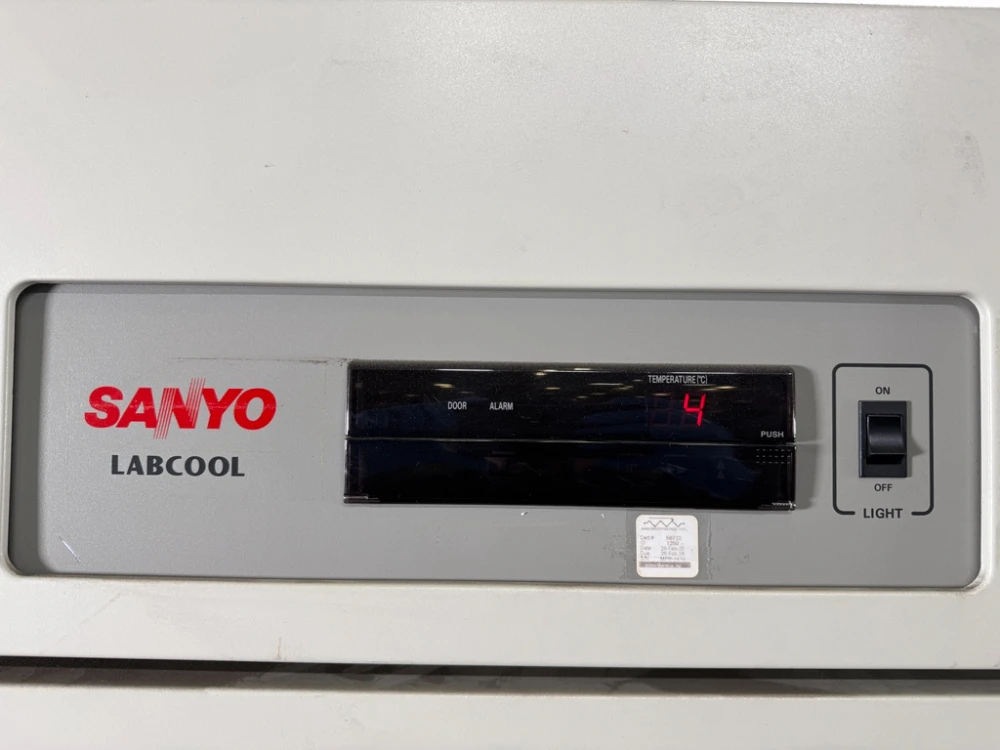 SANYO
LABCOOL
DOOR ALARM
TEMPERATURE [℃]
4
PUSH
ON
OFF
LIGHT